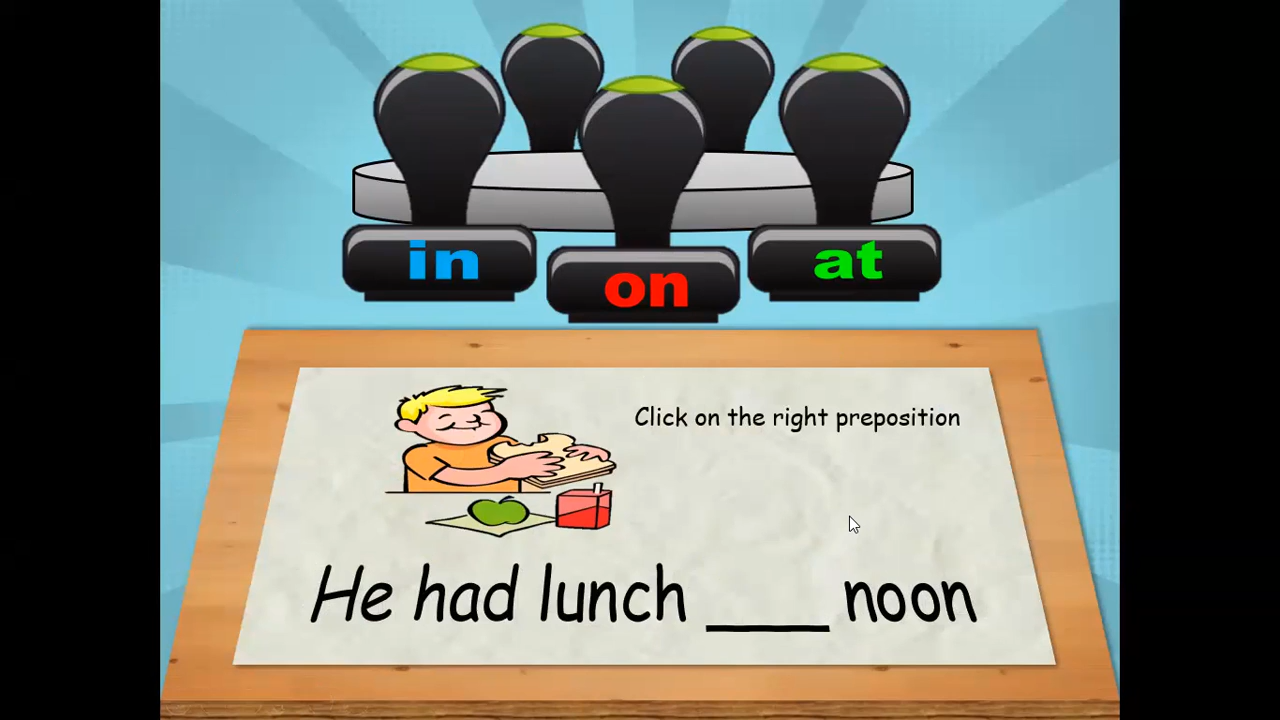 in
on
at
Click on the right preposition
He had lunch ____ noon